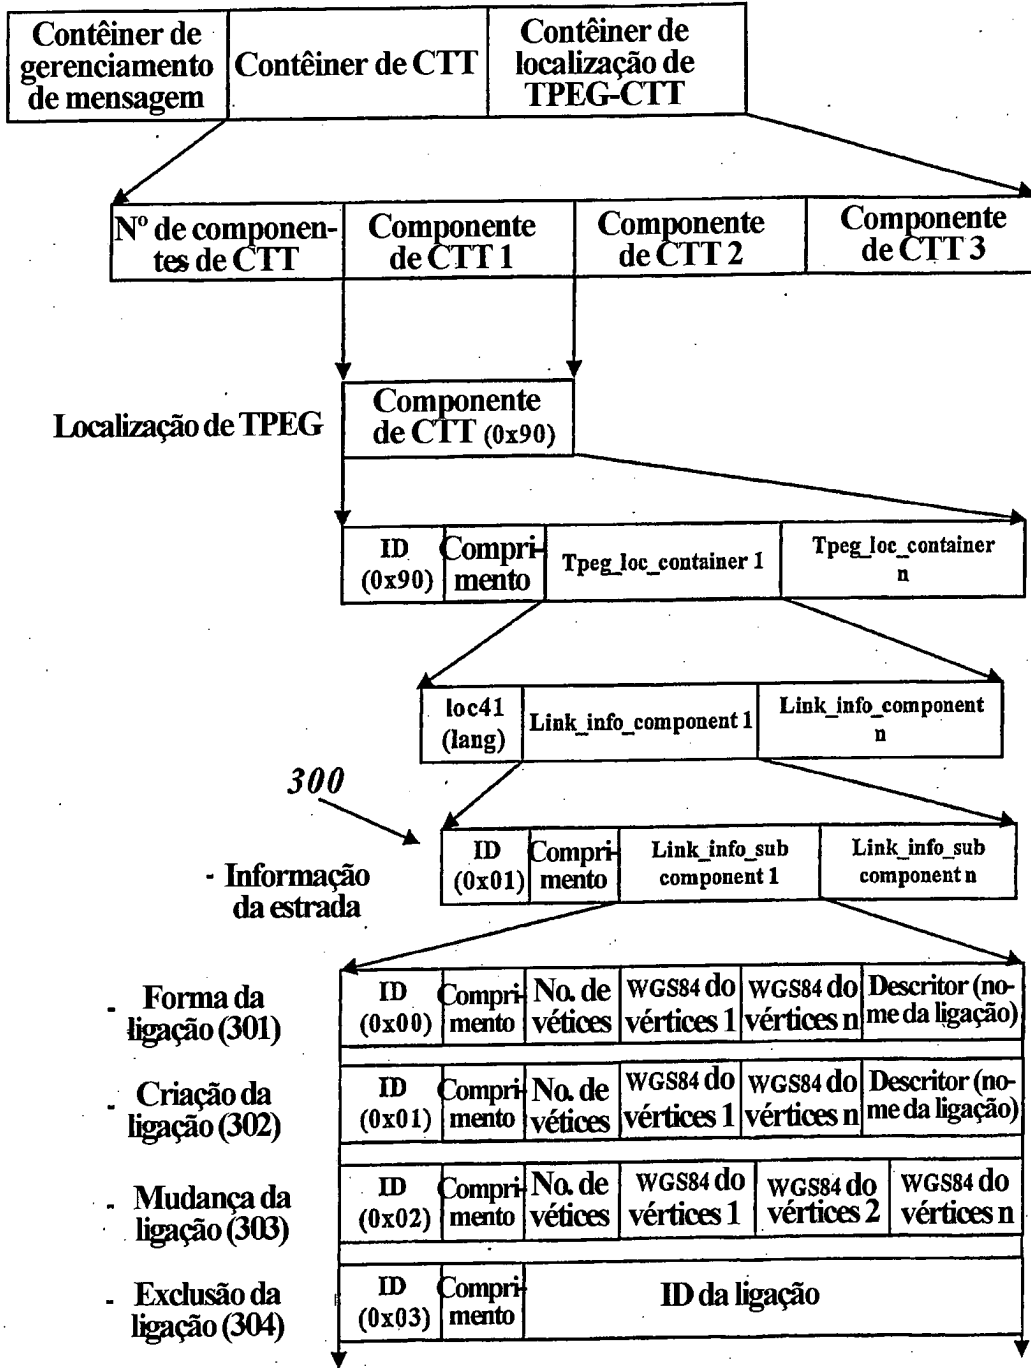 Contêiner de
gerenciamento
de mensagem
Contêiner de CTT
Contêiner de
localização de
TPEG-CTT
Nº de componen-
tes de CTT
Componente
de CTT 1
Componente
de CTT 2
Componente
de CTT 3
Localização de TPEG
Componente
de CTT (0x90)
ID
(0x90)
Compri-
mento
Tpeg_loc_container 1
Tpeg_loc_container
n
loc41
(lang)
Link_info_component 1
Link_info_component
n
300
- Informação
da estrada
ID
(0x01)
Compri-
mento
Link_info_sub
component 1
Link_info_sub
component n
- Forma da
ligação (301)
ID
(0x00)
Compri-
mento
No. de
vétices
WGS84 do
vértices 1
WGS84 do
vértices n
Descritor (no-
me da ligação)
- Criação da
ligação (302)
ID
(0x01)
Compri-
mento
No. de
vétices
WGS84 do
vértices 1
WGS84 do
vértices n
Descritor (no-
me da ligação)
- Mudança da
ligação (303)
ID
(0x02)
Compri-
mento
No. de
vétices
WGS84 do
vértices 1
WGS84 do
vértices 2
WGS84 do
vértices n
- Exclusão da
ligação (304)
ID
(0x03)
Compri-
mento
ID da ligação